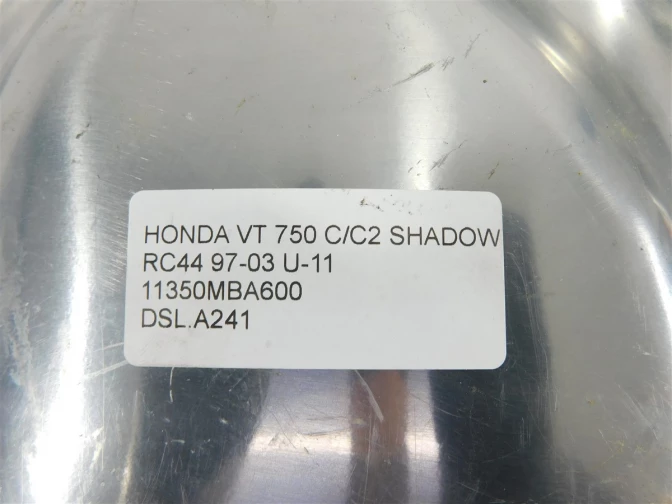 HONDA VT 750 C/C2 SHADOW
RC44 97-03 U-11
11350MBA600
DSL.A241